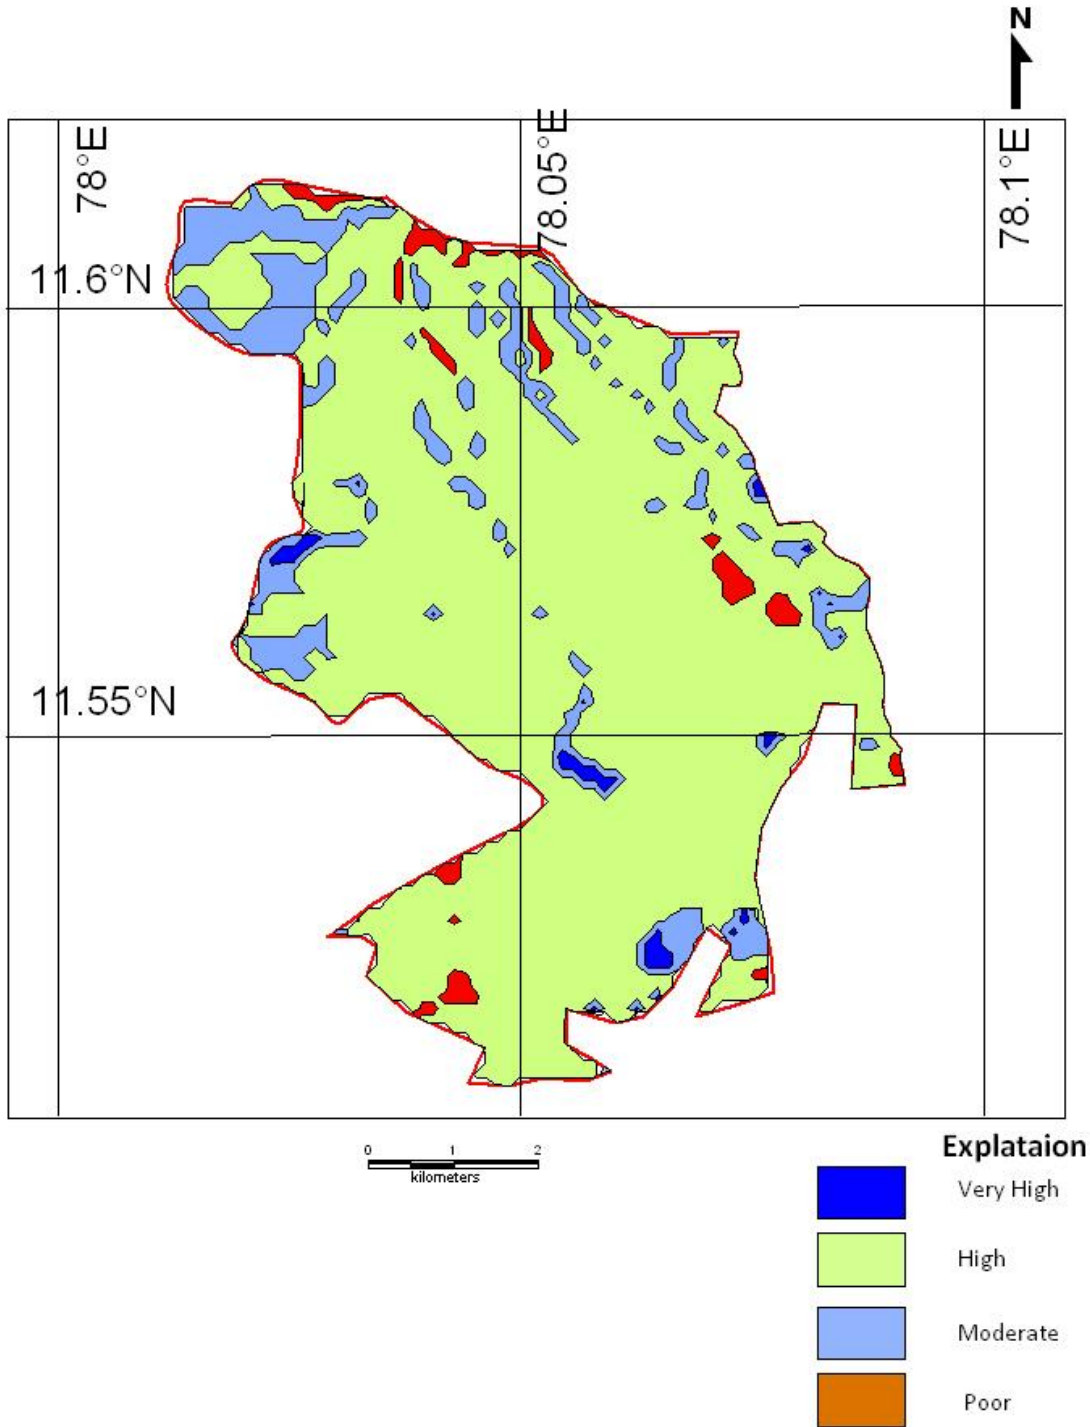 N
78°E
78.05°E
78.1°E
11.6°N
11.55°N
0 1 2
kilometers
Explataion
Very High
High
Moderate
Poor